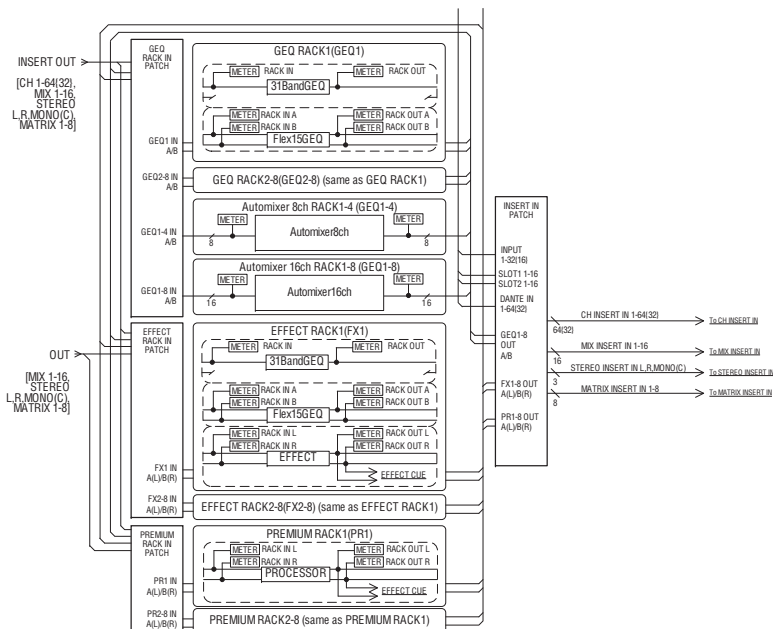 INSERT OUT
[CH 1-64{32},
MIX 1-16,
STEREO
L,R,MONO(C),
MATRIX 1-8]
GEQ
RACK IN
PATCH
GEQ1 IN
A/B
GEQ2-8 IN
A/B
GEQ1-4 IN
A/B
GEQ1-8 IN
A/B
GEQ RACK1(GEQ1)
METER RACK IN
METER RACK OUT
31BandGEQ
METER RACK IN A
METER RACK OUT A
METER RACK IN B
METER RACK OUT B
Flex15GEQ
GEQ RACK2-8(GEQ2-8) (same as GEQ RACK1)
Automixer 8ch RACK1-4 (GEQ1-4)
METER
METER
Automixer8ch
8
8
Automixer 16ch RACK1-8 (GEQ1-8)
METER
METER
Automixer16ch
16
16
OUT
[MIX 1-16,
STEREO
L,R,MONO(C),
MATRIX 1-8]
EFFECT
RACK IN
PATCH
FX1 IN
A(L)/B(R)
FX2-8 IN
A(L)/B(R)
EFFECT RACK1(FX1)
METER RACK IN
METER RACK OUT
31BandGEQ
METER RACK IN A
METER RACK OUT A
METER RACK IN B
METER RACK OUT B
Flex15GEQ
METER RACK IN L
METER RACK OUT L
METER RACK IN R
METER RACK OUT R
EFFECT
EFFECT CUE
EFFECT RACK2-8(FX2-8) (same as EFFECT RACK1)
PREMIUM
RACK IN
PATCH
PR1 IN
A(L)/B(R)
PR2-8 IN
A(L)/B(R)
PREMIUM RACK1(PR1)
METER RACK IN L
METER RACK OUT L
METER RACK IN R
METER RACK OUT R
PROCESSOR
EFFECT CUE
PREMIUM RACK2-8 (same as PREMIUM RACK1)
INSERT IN
PATCH
INPUT
1-32(16)
SLOT1 1-16
SLOT2 1-16
DANTE IN
1-64(32)
GEQ1-8
OUT
A/B
FX1-8 OUT
A(L)/B(R)
PR1-8 OUT
A(L)/B(R)
CH INSERT IN 1-64(32)
64(32)
To CH INSERT IN
MIX INSERT IN 1-16
16
To MIX INSERT IN
STEREO INSERT IN L,R,MONO(C)
3
To STEREO INSERT IN
MATRIX INSERT IN 1-8
8
To MATRIX INSERT IN